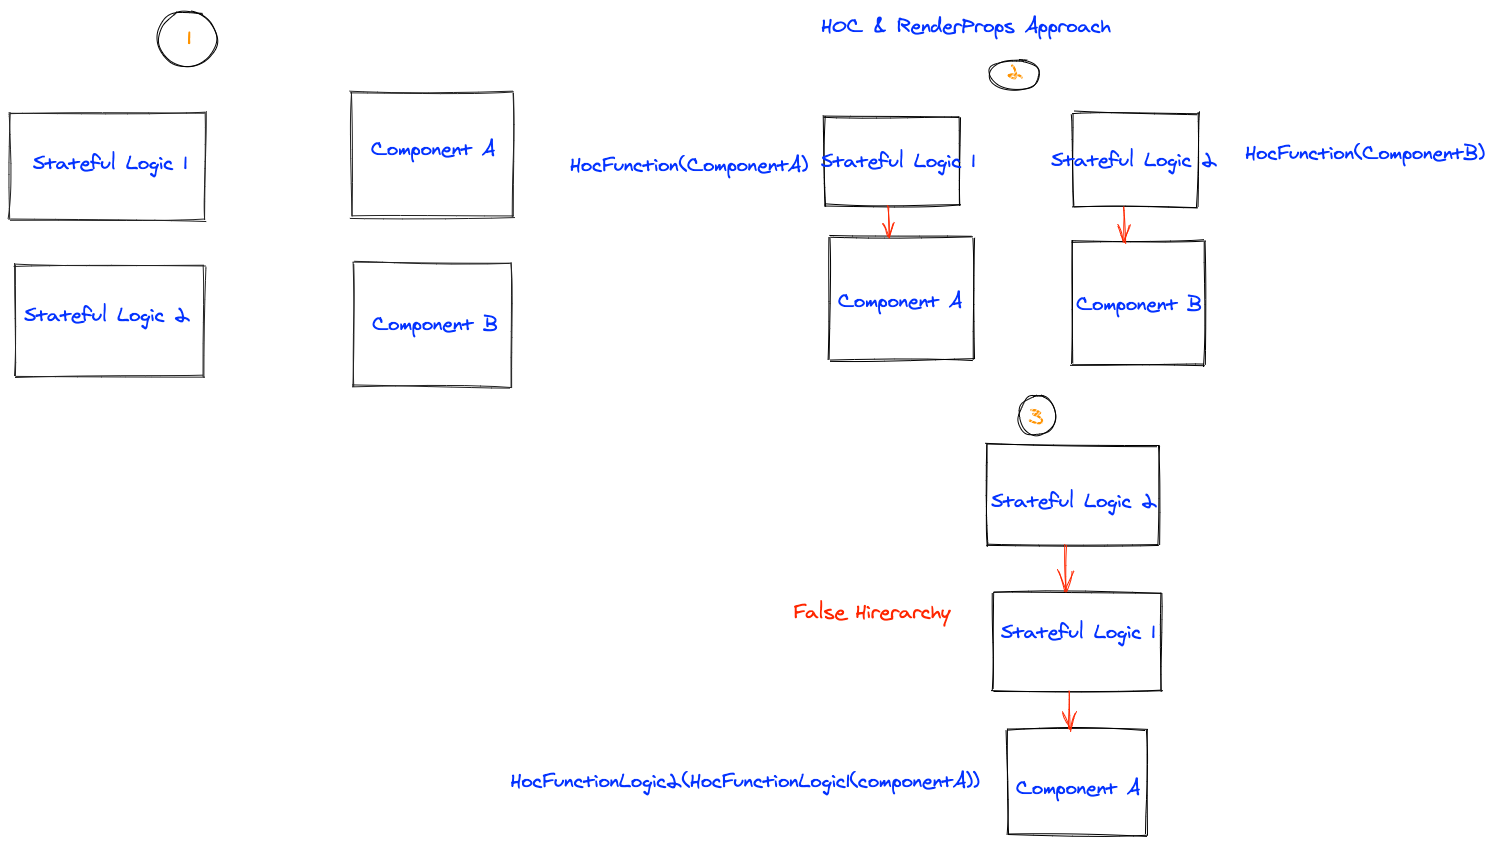 1
Stateful Logic 1
Component A
Stateful Logic 2
Component B
HOC & RenderProps Approach
2
HocFunction(ComponentA)
Stateful Logic 1
Stateful Logic 2
HocFunction(ComponentB)
Component A
Component B
3
Stateful Logic 2
False Hirerarchy
Stateful Logic 1
HocFunctionLogic2(HocFunctionLogic1(componentA))
Component A